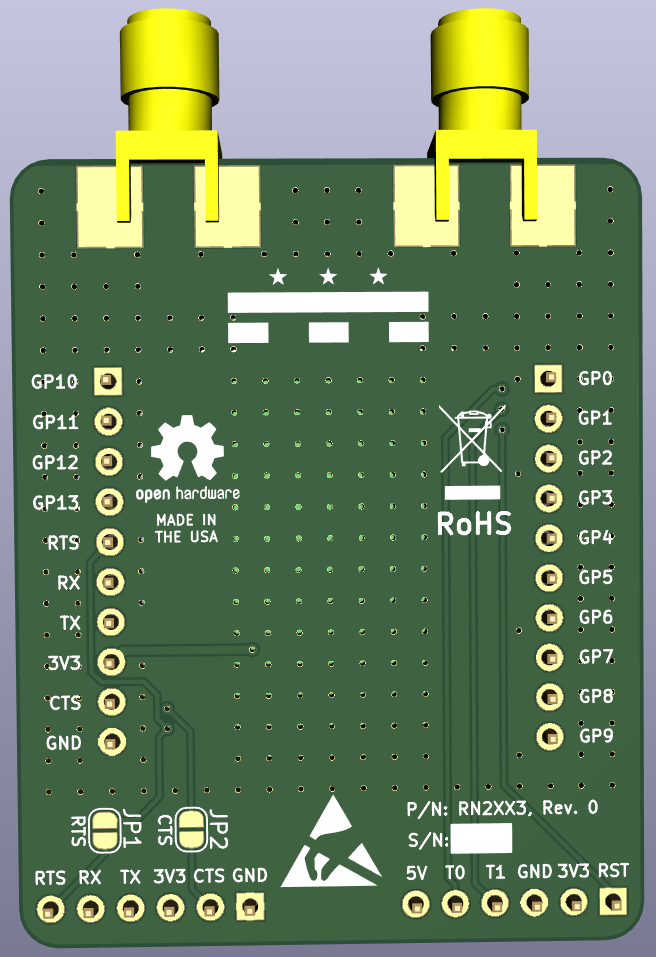 GP10
GP11
GP12
GP13
RTS
RX
TX
3V3
CTS
GND
GP0
GP1
GP2
GP3
GP4
GP5
GP6
GP7
GP8
GP9
open hardware
MADE IN
THE USA
RoHS
P/N: RN2XX3, Rev. 0
S/N:
JP1
RTS
JP2
CTS
RTS RX TX 3V3 CTS GND
5V T0 T1 GND 3V3 RST